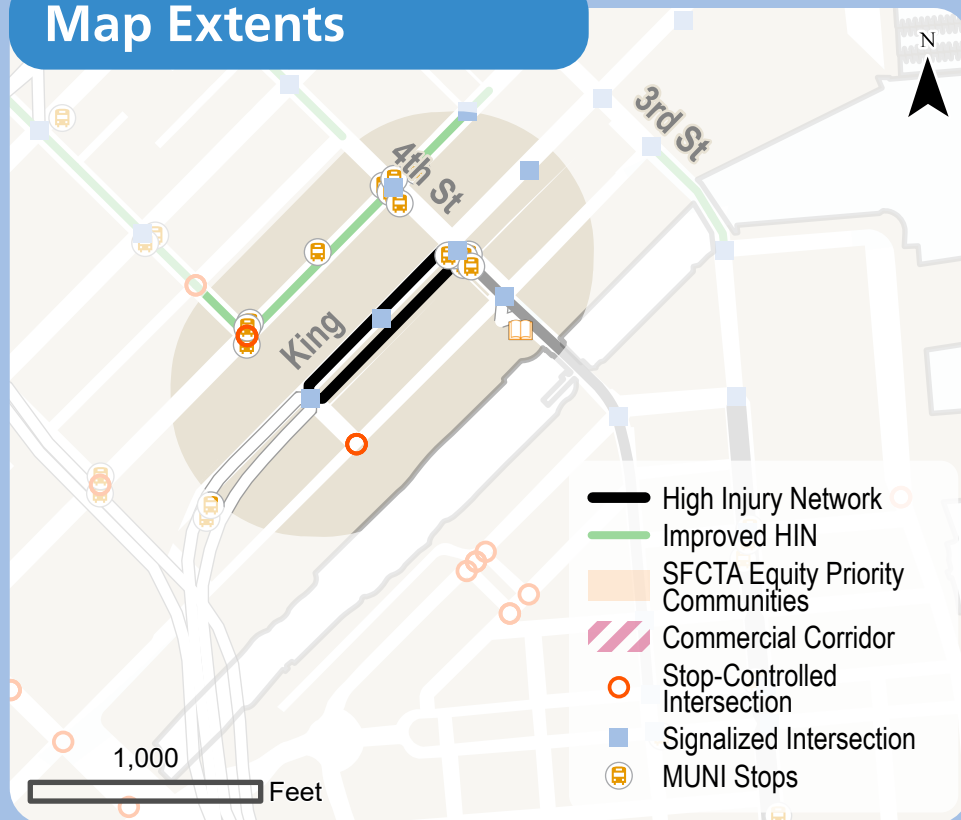 Map Extents
N
3rd St
4th St
King
High Injury Network
Improved HIN
SFCTA Equity Priority
Communities
Commercial Corridor
Stop-Controlled
Intersection
Signalized Intersection
MUNI Stops
1,000
Feet